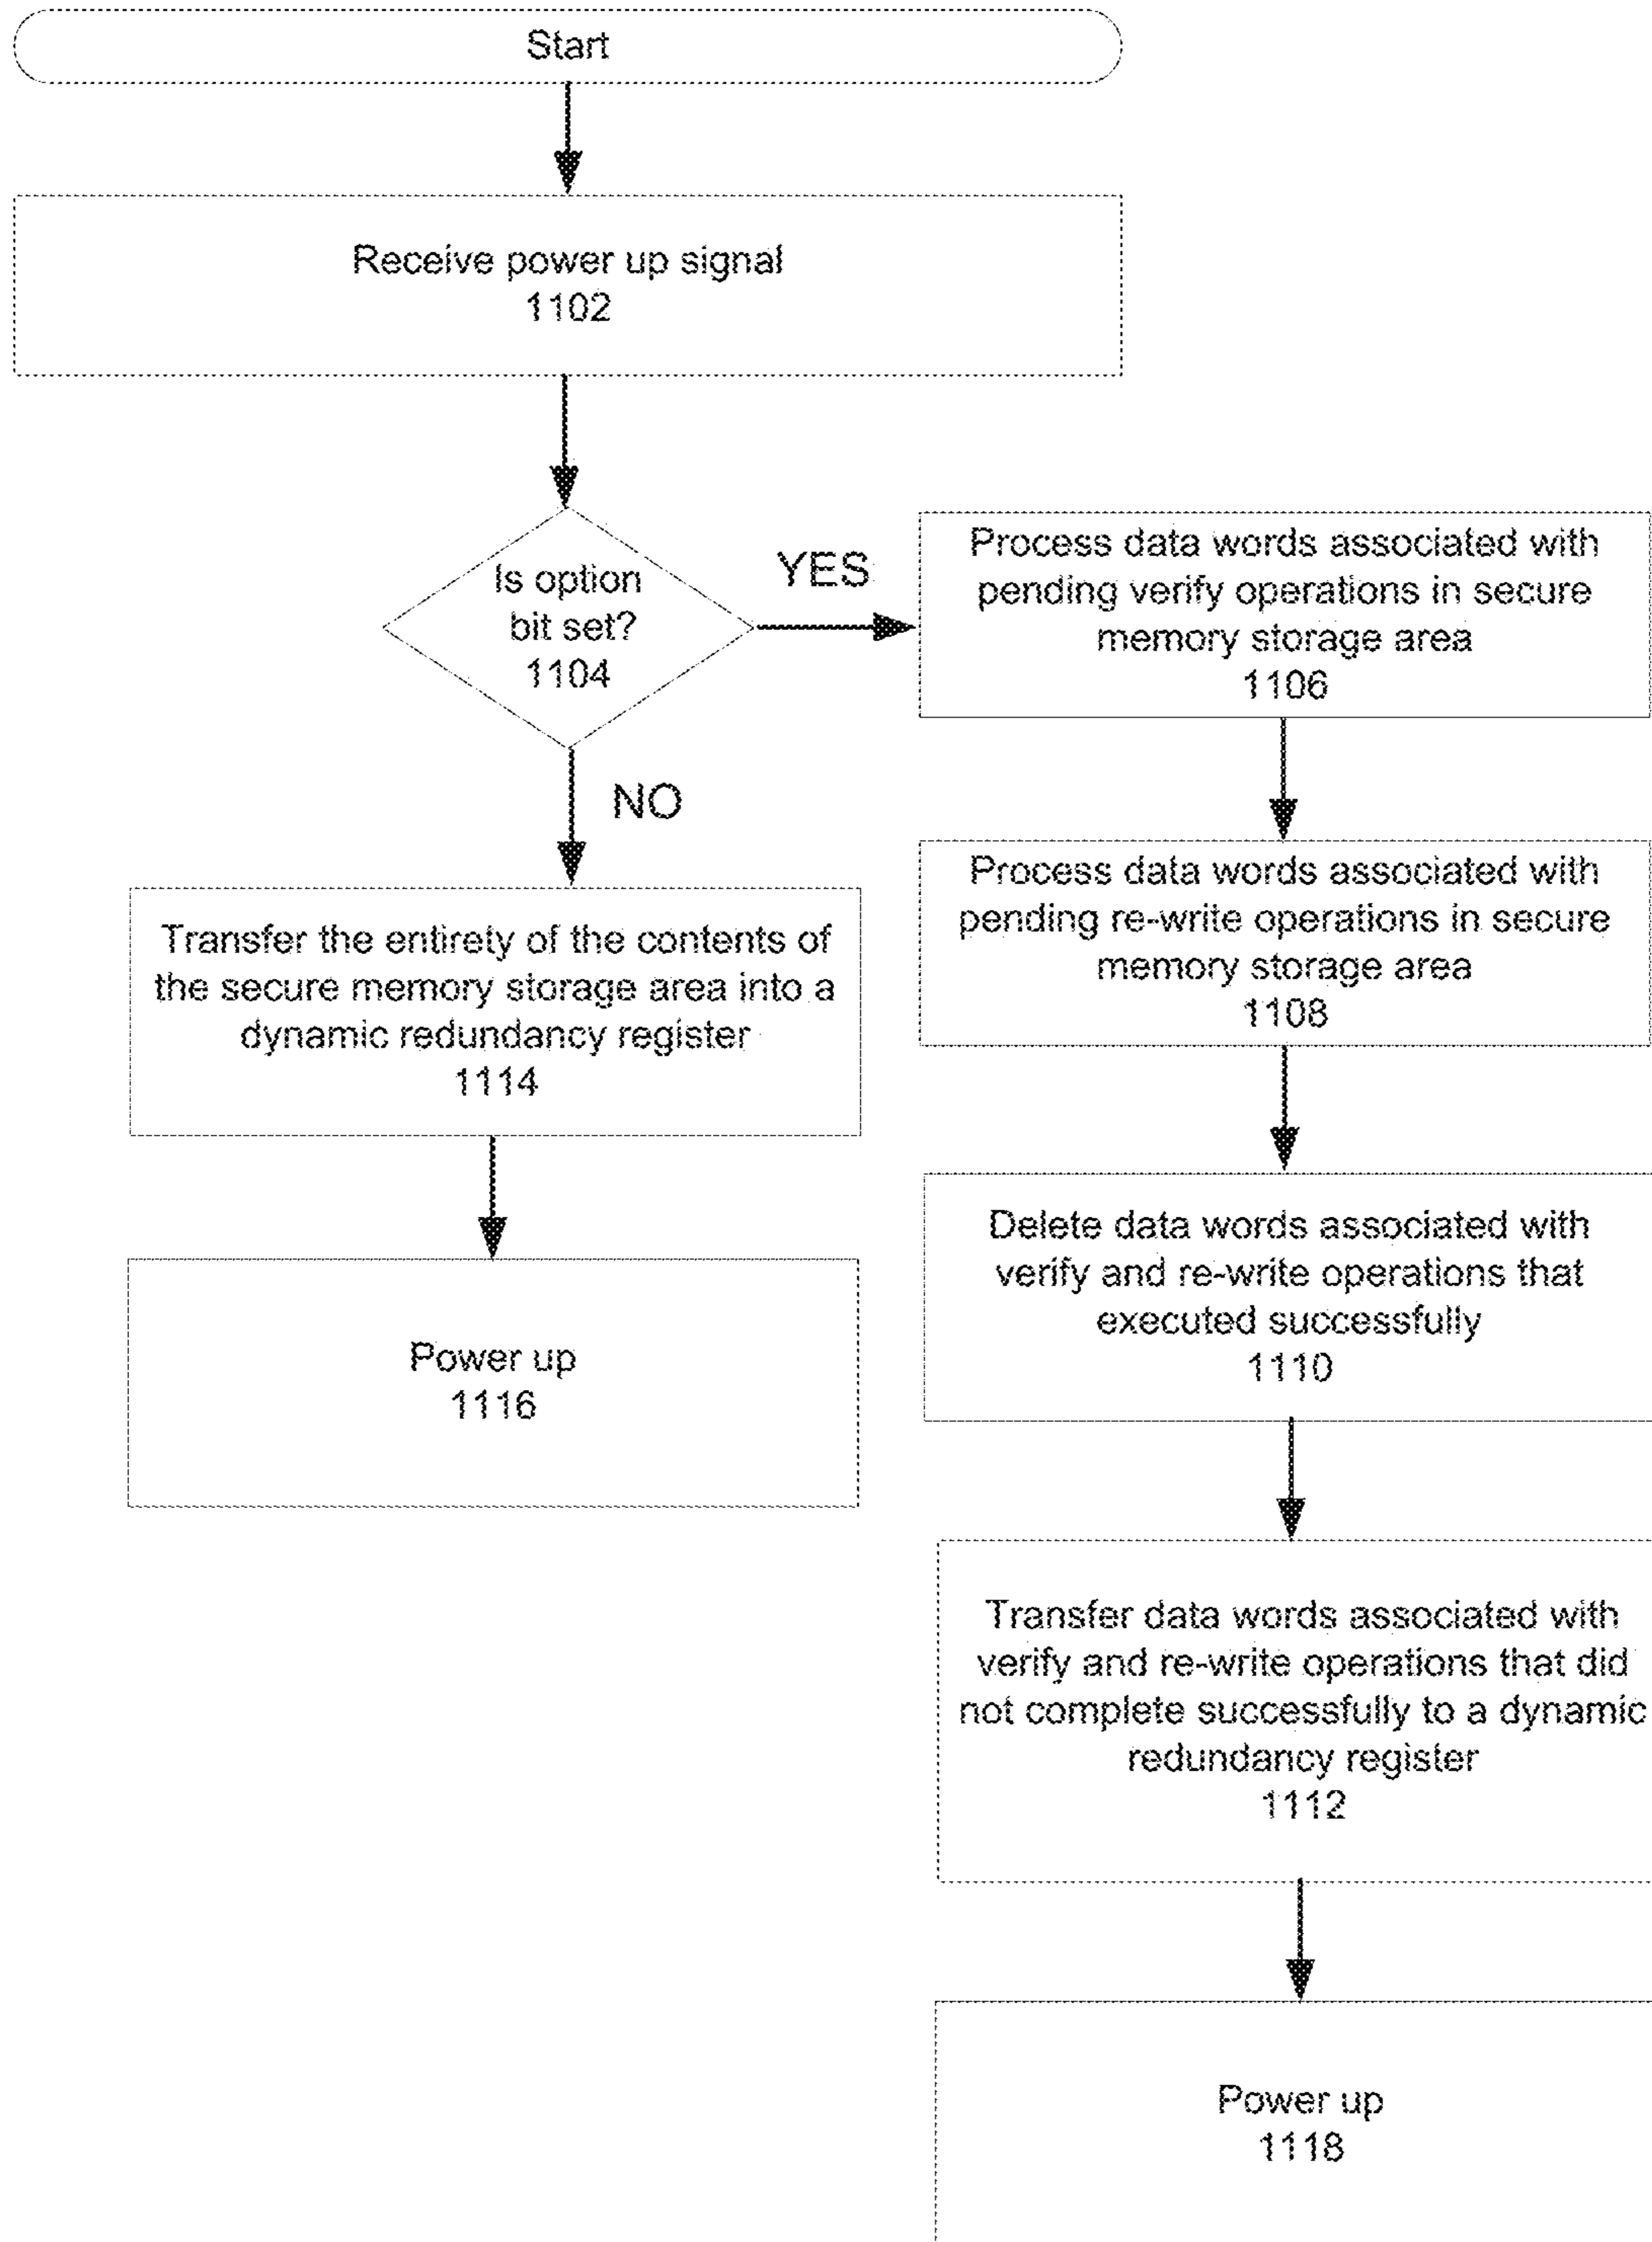 Start
Receive power up signal
1102
Is option
bit set?
1104
YES
NO
Process data words associated with
pending verify operations in secure
memory storage area
1106
Process data words associated with
pending re-write operations in secure
memory storage area
1108
Transfer the entirely of the contents of
the secure memory storage area into a
dynamic redundancy register
1114
Delete data words associated with
verify and re-write operations that
executed successfully
1110
Power up
1116
Transfer data words associated with
verify and re-write operations that did
not complete successfully to a dynamic
redundancy register
1112
Power up
1118